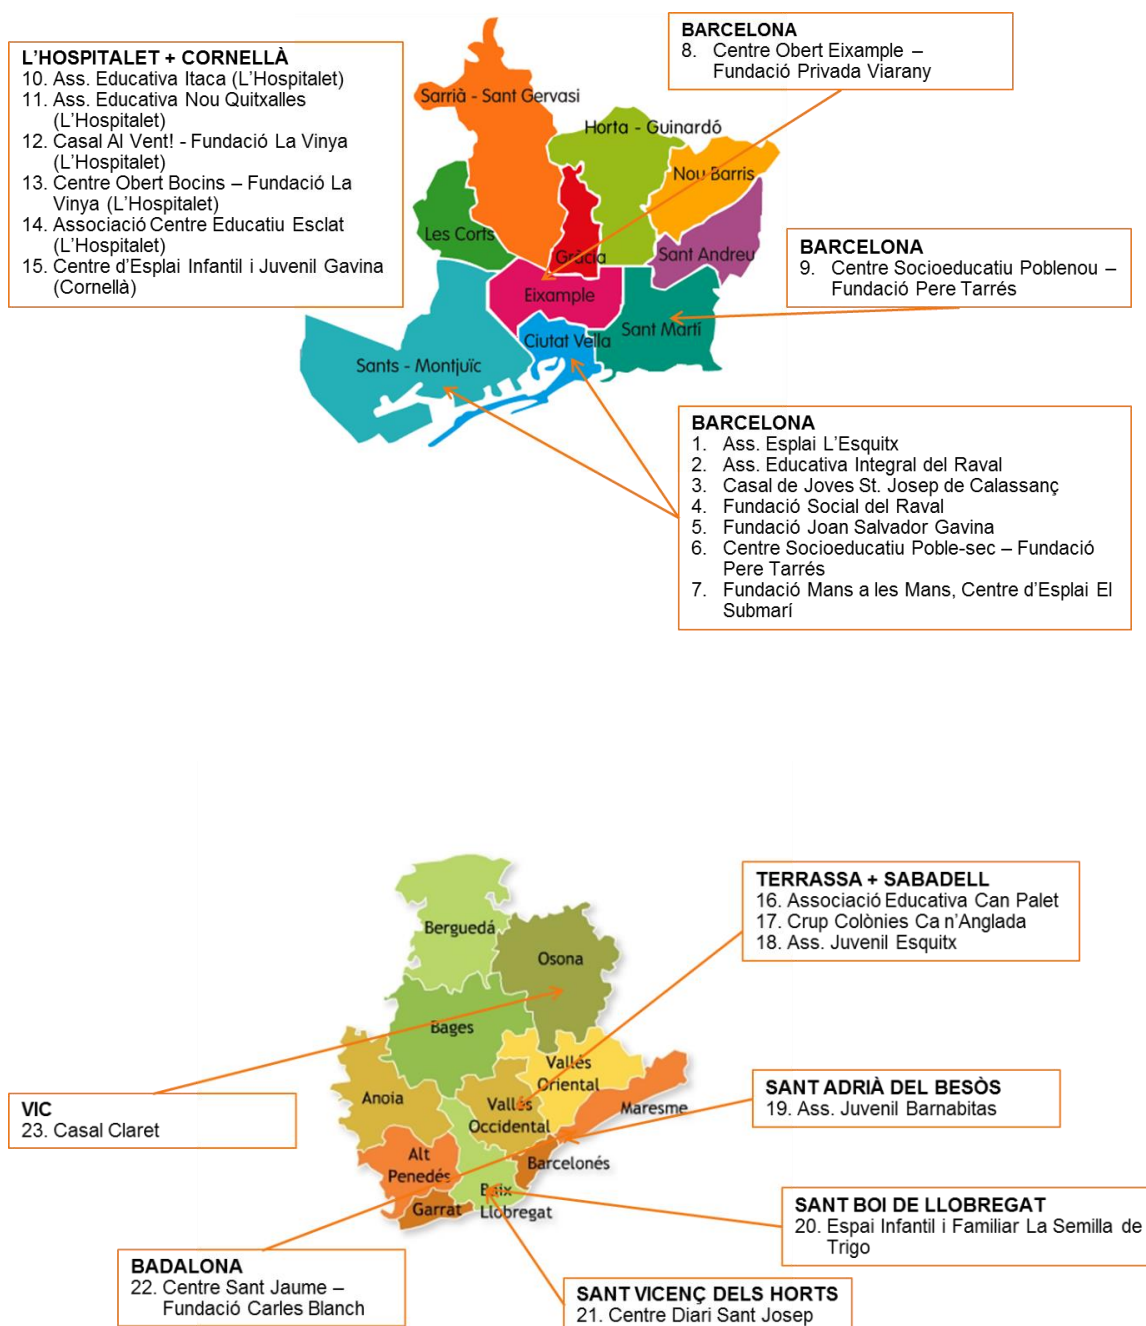 L'HOSPITALET + CORNELLÀ
10. Ass. Educativa Itaca (L'Hospitalet)
11. Ass. Educativa Nou Quitxalles
(L'Hospitalet)
12. Casal Al Vent! - Fundació La Vinya
(L'Hospitalet)
13. Centre Obert Bocins – Fundació La
Vinya (L'Hospitalet)
14. Associació Centre Educatiu Esclat
(L'Hospitalet)
15. Centre d'Esplai Infantil i Juvenil Gavina
(Cornellà)
BARCELONA
8. Centre Obert Eixample –
Fundació Privada Viarany
Sarrià - Sant Gervasi
Horta - Guinardó
Nou Barris
Les Corts
Gràcia
Sant Andreu
Eixample
Sant Martí
Ciutat Vella
Sants - Montjuïc
BARCELONA
9. Centre Socioeducatiu Poblenou –
Fundació Pere Tarrés
BARCELONA
1. Ass. Esplai L'Esquitx
2. Ass. Educativa Integral del Raval
3. Casal de Joves St. Josep de Calassanç
4. Fundació Social del Raval
5. Fundació Joan Salvador Gavina
6. Centre Socioeducatiu Poble-sec – Fundació
Pere Tarrés
7. Fundació Mans a les Mans, Centre d'Esplai El
Submarí
TERRASSA + SABADELL
16. Associació Educativa Can Palet
17. Crup Colònies Ca n'Anglada
18. Ass. Juvenil Esquitx
Berguedá
Osona
Bages
Vallés
Oriental
Anoia
Vallés
Occidental
Maresme
Alt
Penedés
Barcelonés
Baix
Llobregat
Garrat
VIC
23. Casal Claret
SANT ADRIÀ DEL BESÒS
19. Ass. Juvenil Barnabitas
SANT BOI DE LLOBREGAT
20. Espai Infantil i Familiar La Semilla de
Trigo
BADALONA
22. Centre Sant Jaume –
Fundació Carles Blanch
SANT VICENÇ DELS HORTS
21. Centre Diari Sant Josep